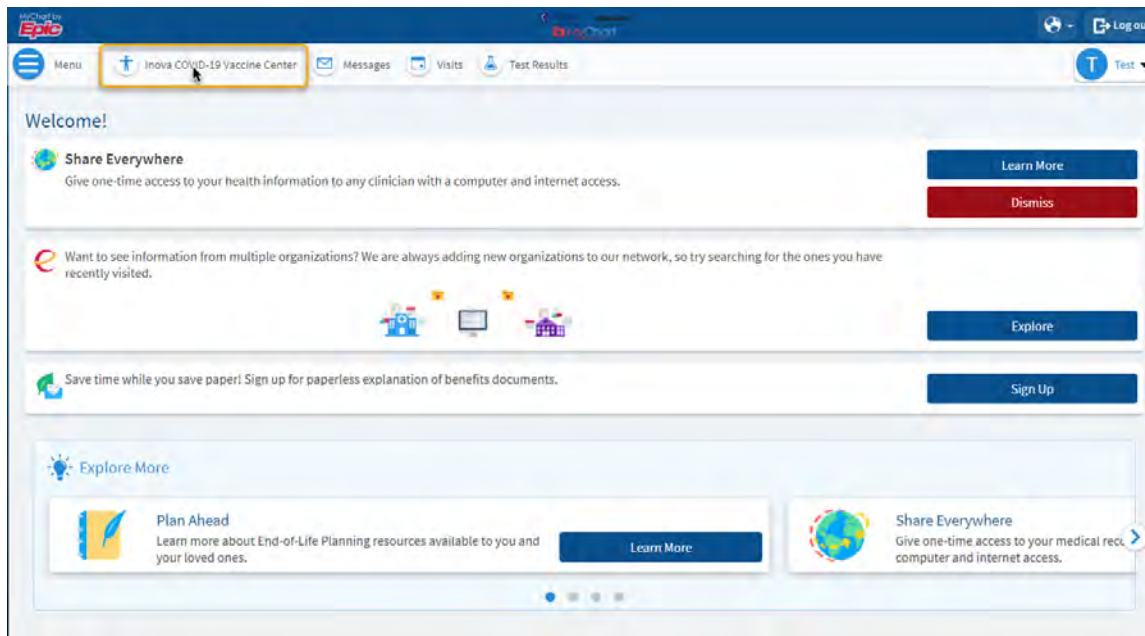 MyChart by
Epic
MyChart
Log ou
Menu
Inova COVID-19 Vaccine Center
Messages
Visits
Test Results
T
Test
Welcome!
Share Everywhere
Give one-time access to your health information to any clinician with a computer and internet access.
Learn More
Dismiss
Want to see information from multiple organizations? We are always adding new organizations to our network, so try searching for the ones you have
recently visited.
Explore
Save time while you save paper! Sign up for paperless explanation of benefits documents.
Sign Up
Explore More
Plan Ahead
Learn more about End-of-Life Planning resources available to you and
your loved ones.
Learn More
Share Everywhere
Give one-time access to your medical reco
computer and internet access.